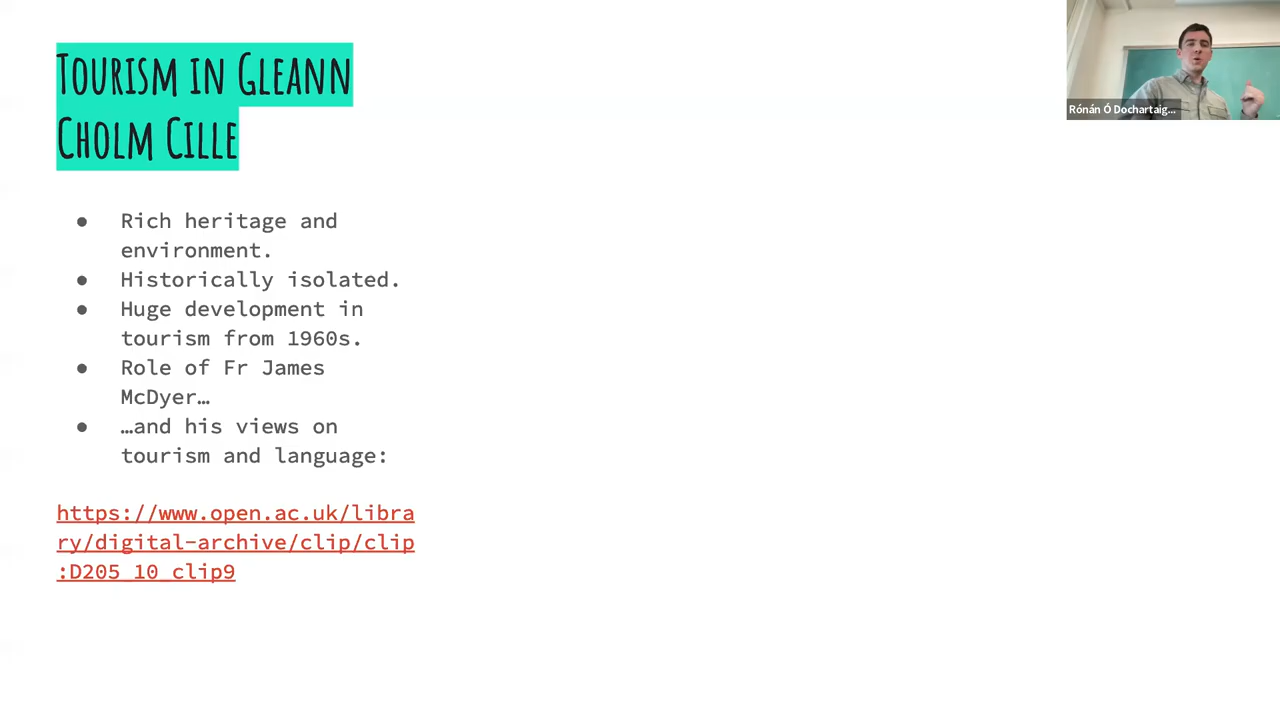 TOURISM IN GLEANN
CHOLM CILLE
● Rich heritage and
environment.
● Historically isolated.
● Huge development in
tourism from 1960s.
● Role of Fr James
McDyer…
● …and his views on
tourism and language:
https://www.open.ac.uk/libra
ry/digital-archive/clip/clip
:D205_10_clip9
Rónán Ó Dochartaig...